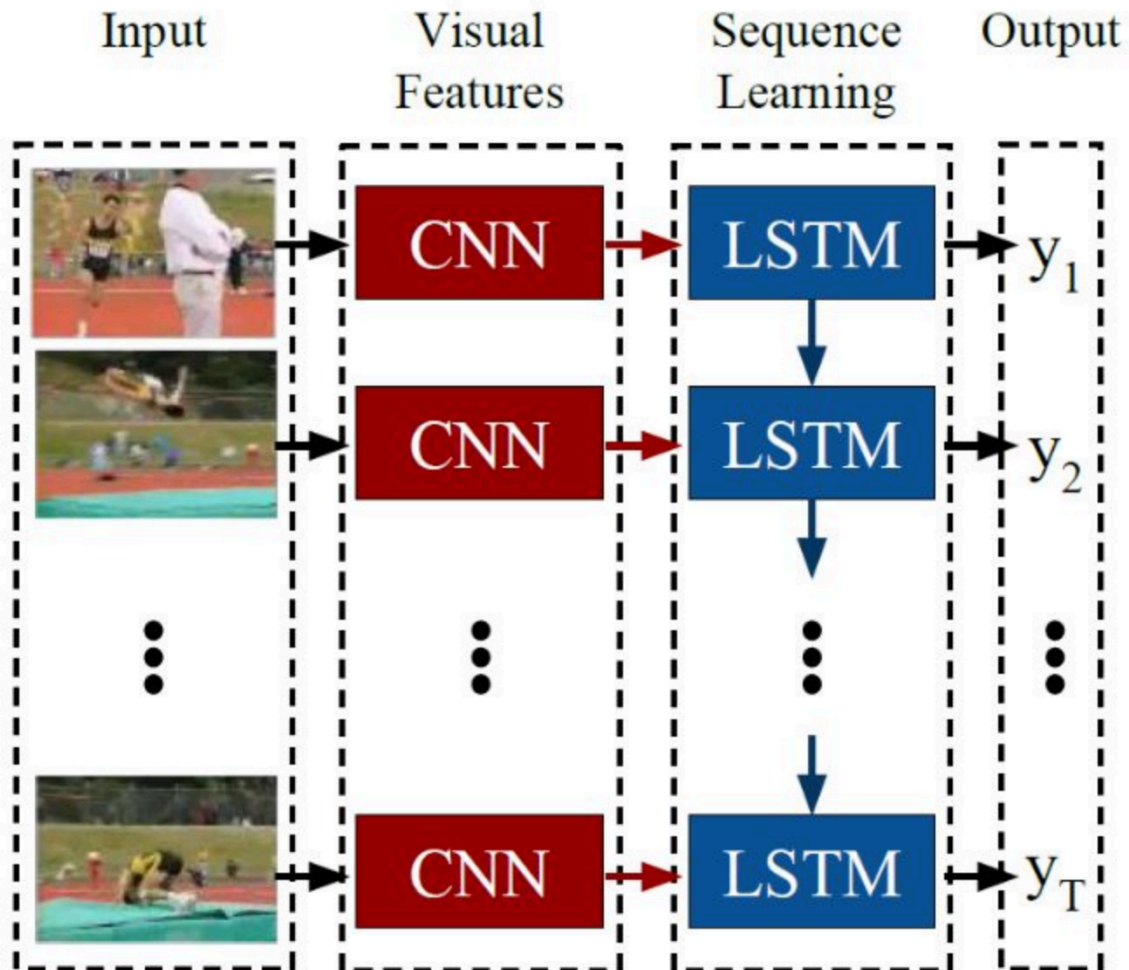 Input
Visual
Features
Sequence
Learning
Output
CNN
LSTM
y1
CNN
LSTM
y2
CNN
LSTM
yT